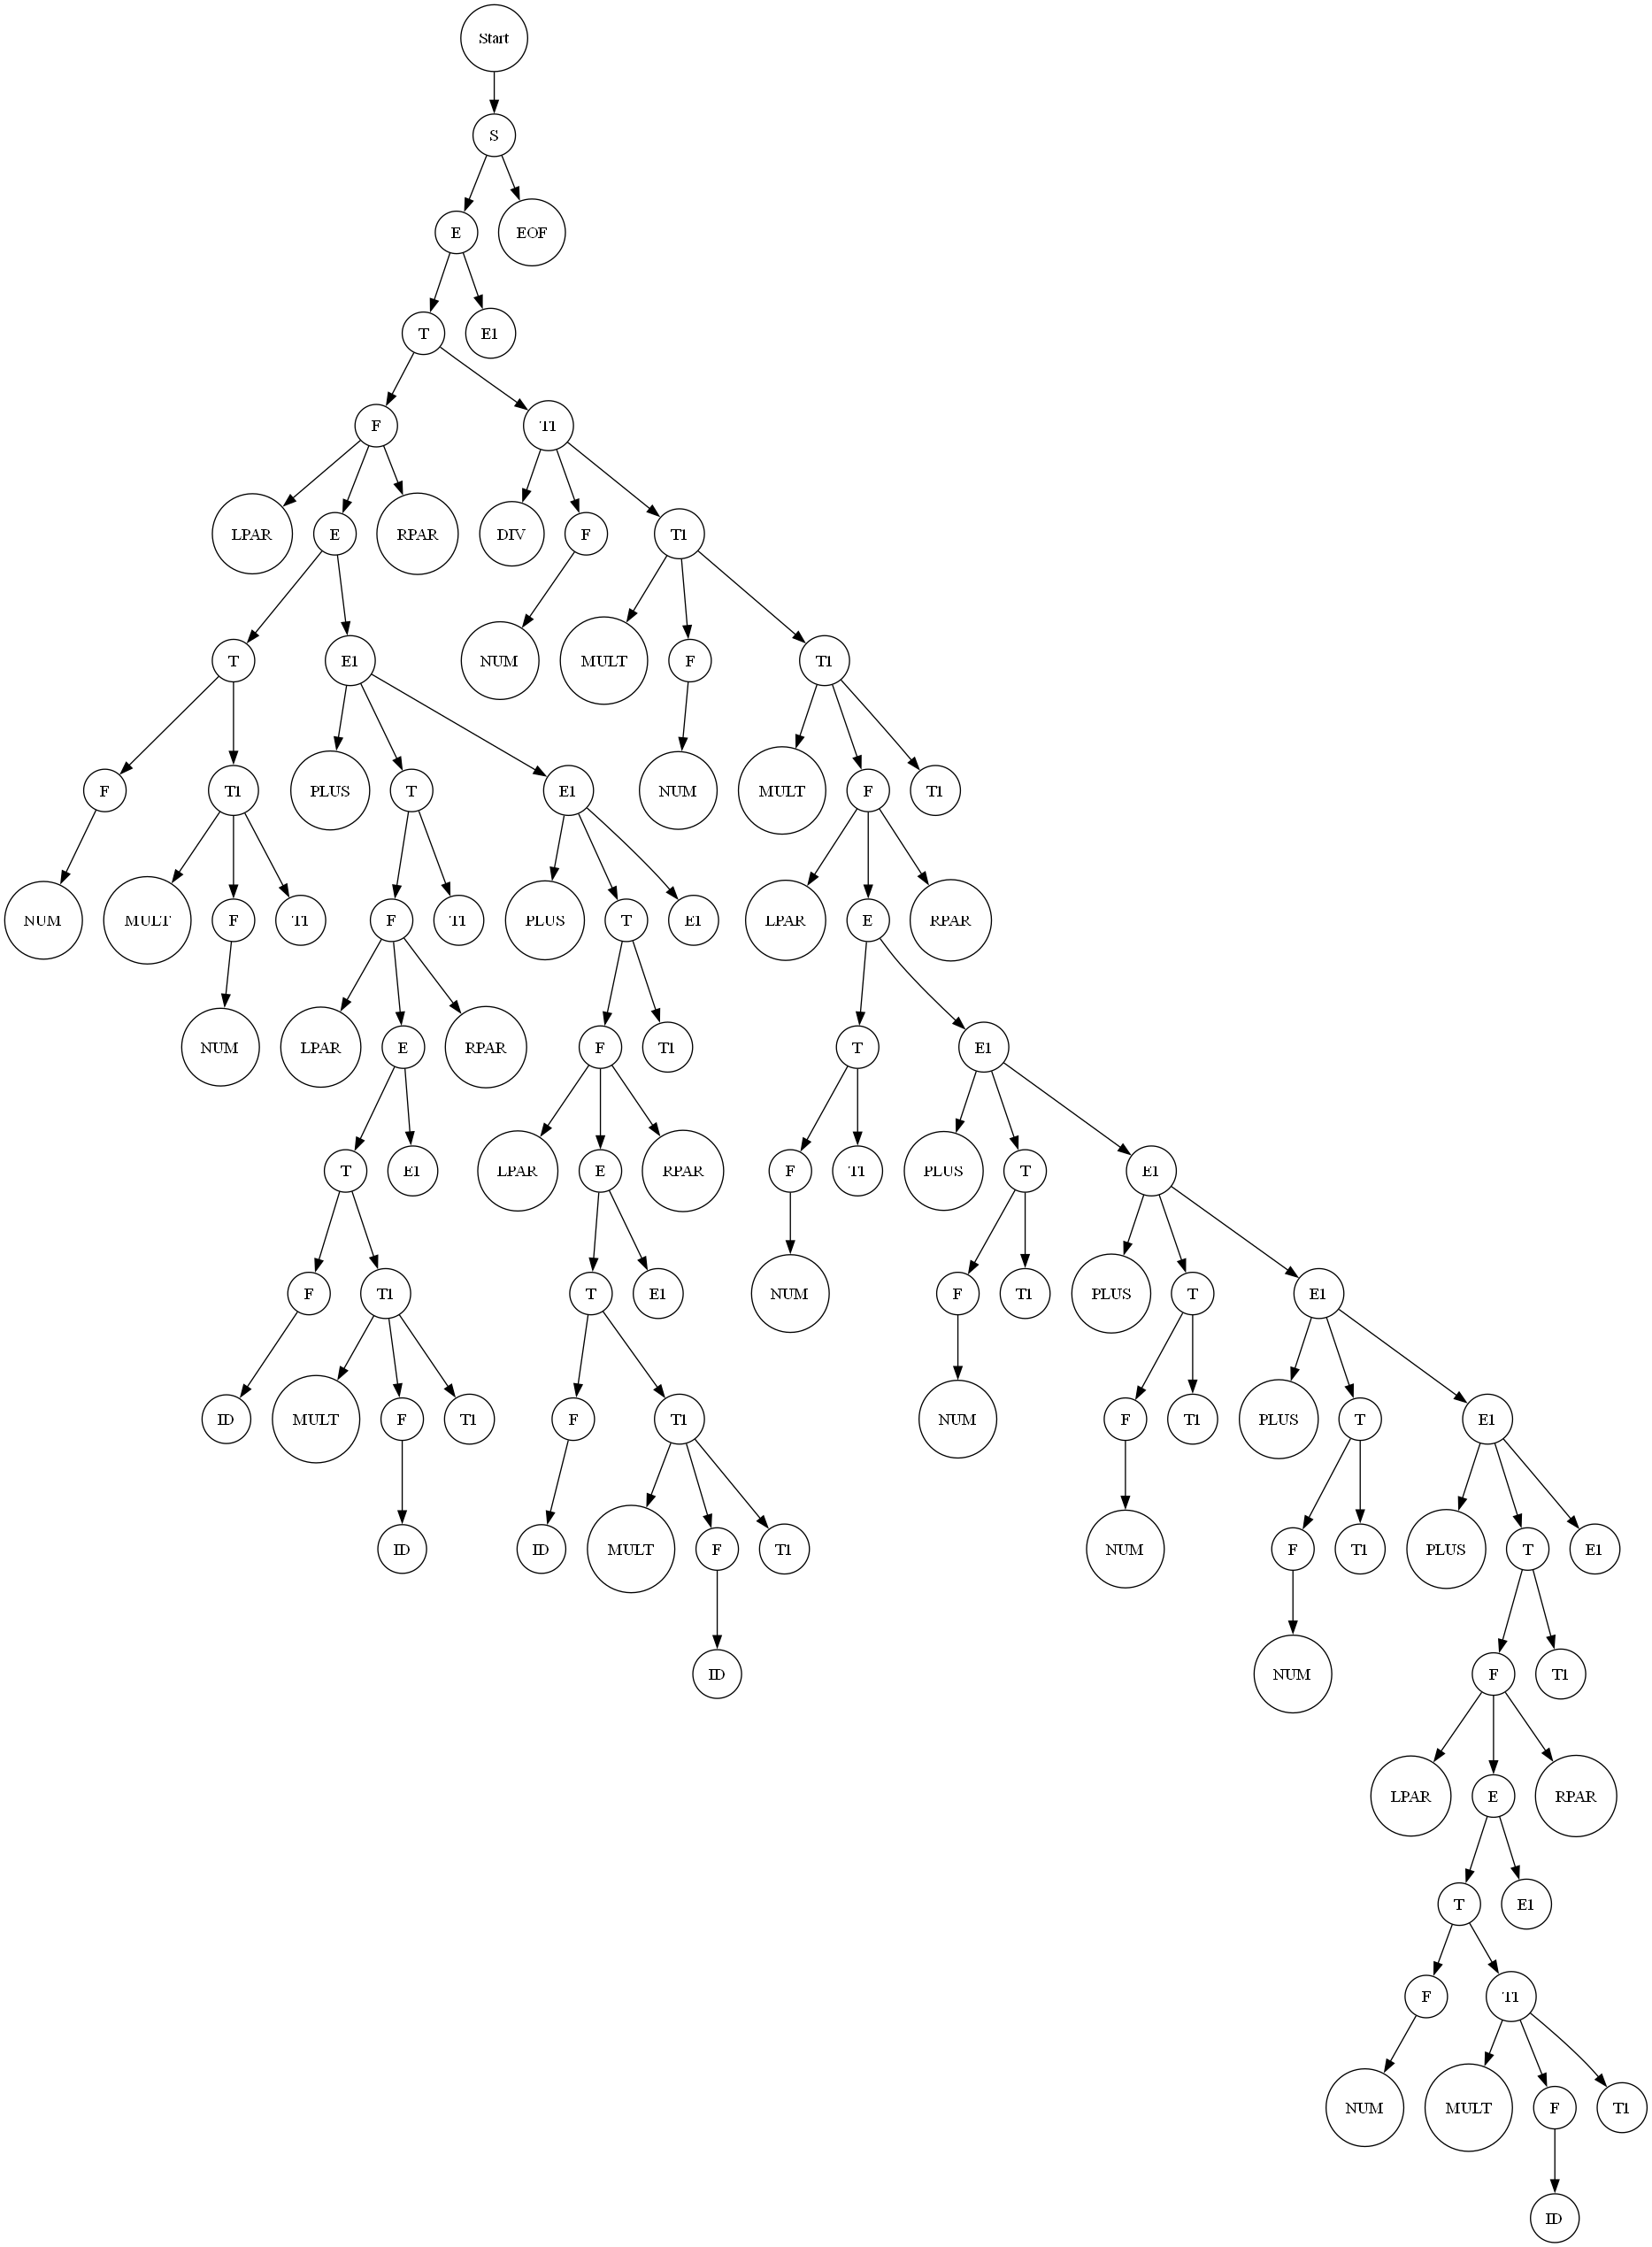 Start
S
E EOF
T E1
F T1
LPAR E RPAR DIV F T1
T E1 NUM MULT F T1
F T1 PLUS T E1 NUM MULT F T1
NUM MULT F T1 F T1 PLUS T E1 LPAR E RPAR
NUM LPAR E RPAR F T1 T E1
T E1 LPAR E RPAR F T1 PLUS T E1
F T1 T E1 NUM F T1 PLUS T E1
ID MULT F T1 F T1 NUM F T1 PLUS T E1
ID ID MULT F T1 NUM F T1 PLUS T E1
ID NUM F T1
LPAR E RPAR
T E1
F T1
NUM MULT F T1
ID